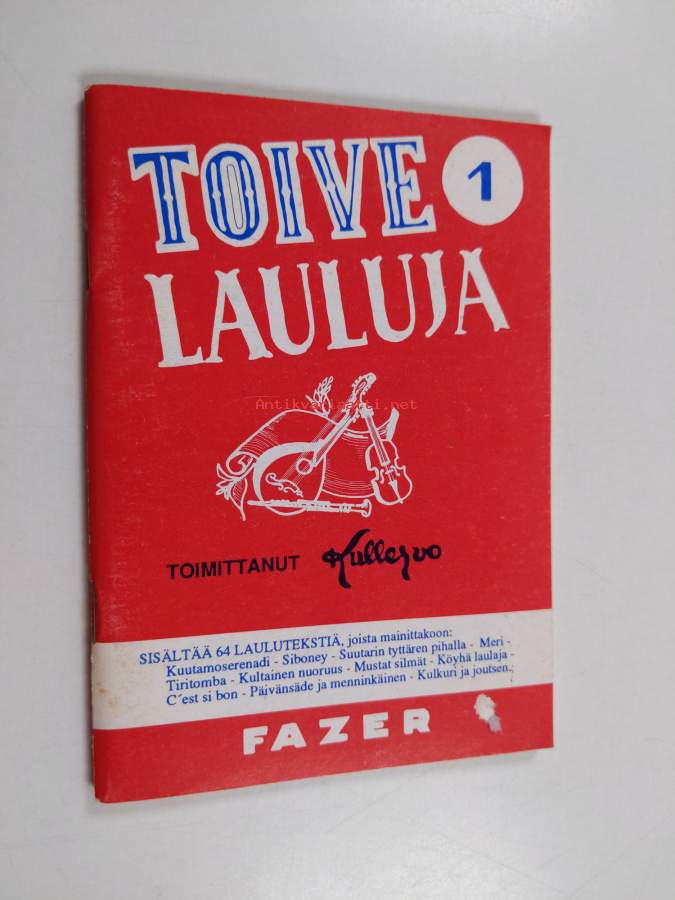 TOIVE 1
LAULUJA
Antikvariaatti.net
TOIMITTANUT Kullervo
SISÄLTÄÄ 64 LAULUTEKSTIÄ, joista mainittakoon:
Kuutamoserenadi - Siboney - Suutarin tyttären pihalla - Meri -
Tiritomba - Kultainen nuoruus - Mustat silmät - Köyhä laulaja -
C´est si bon - Päivänsäde ja menninkäinen - Kulkuri ja joutsen.
FAZER